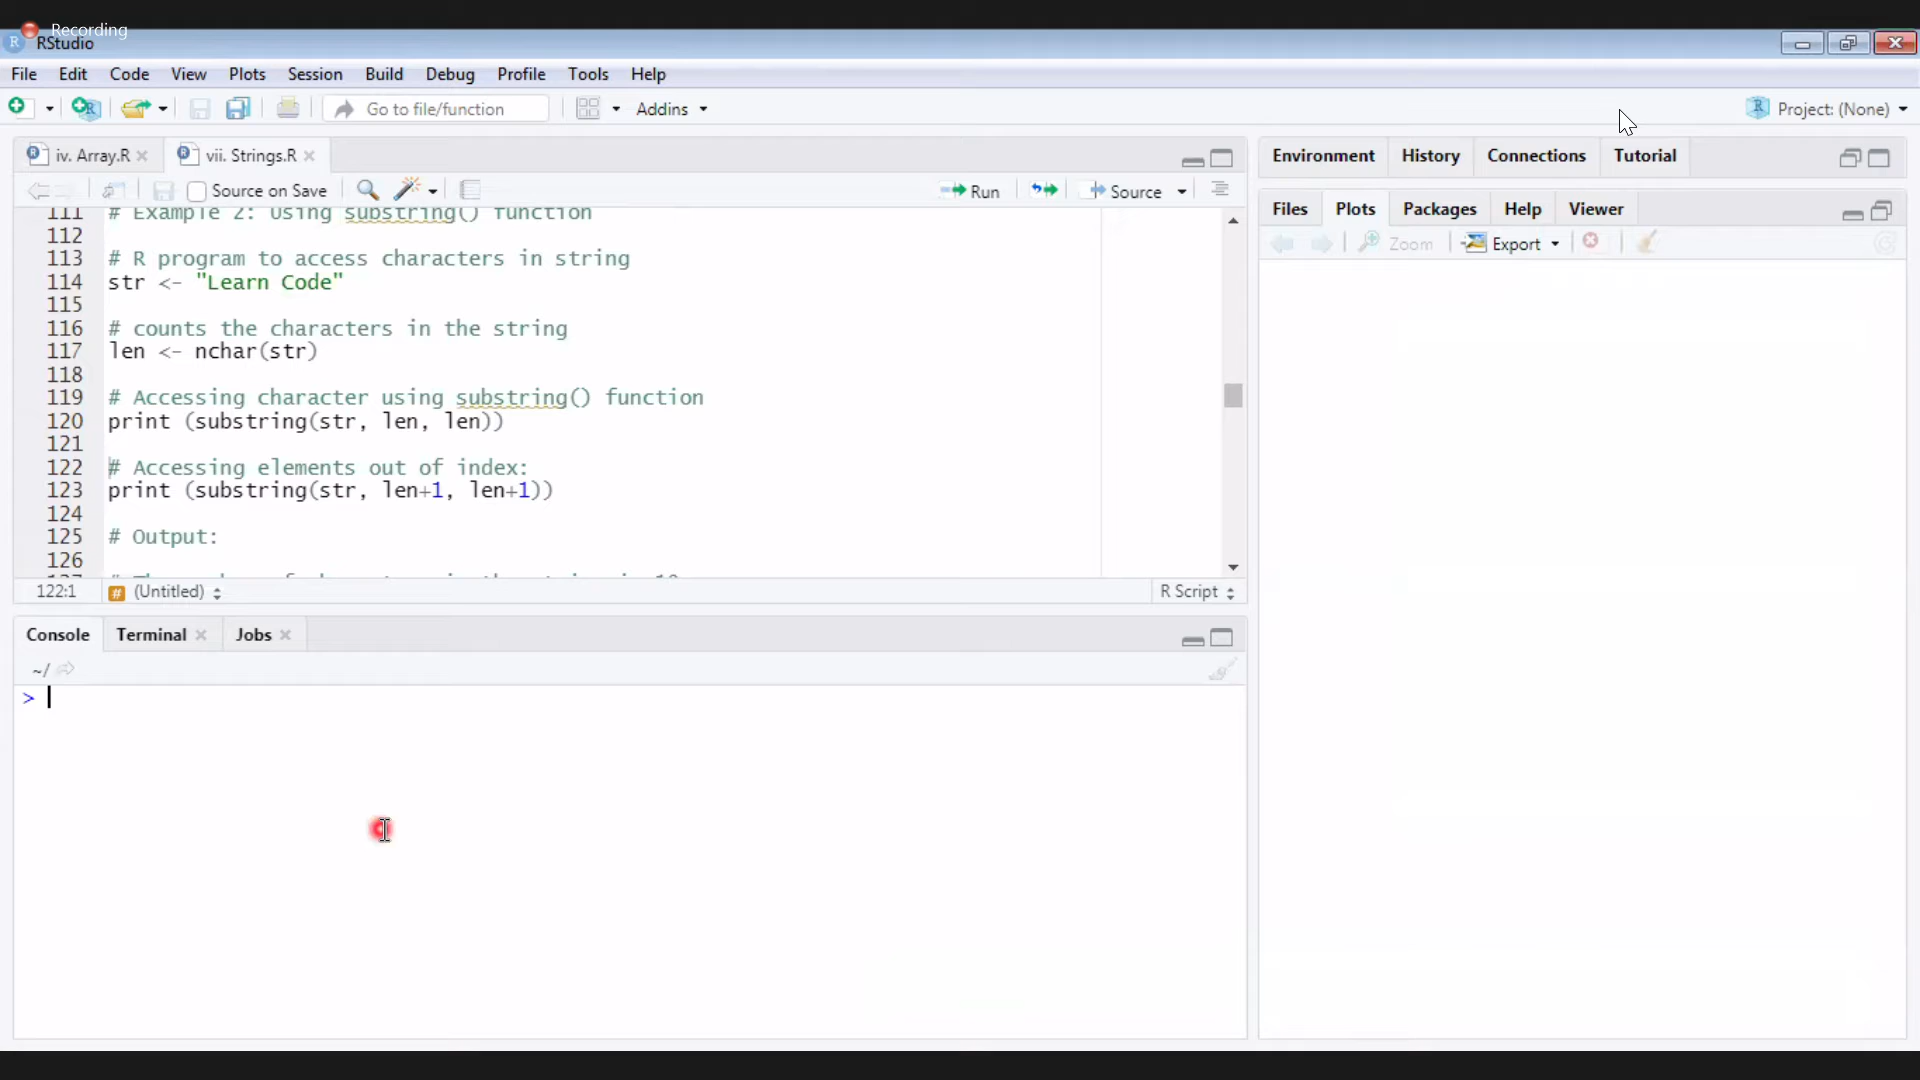 Recording
RStudio
File Edit Code View Plots Session Build Debug Profile Tools Help
Go to file/function Addins Project: (None)
iv. Array.R vii. Strings.R
Source on Save Run Source
111 # Example 2: Using substring() function
112
113 # R program to access characters in string
114 str <- "Learn Code"
115
116 # counts the characters in the string
117 len <- nchar(str)
118
119 # Accessing character using substring() function
120 print (substring(str, len, len))
121
122 # Accessing elements out of index:
123 print (substring(str, len+1, len+1))
124
125 # Output:
126
122:1 (Untitled) R Script
Console Terminal Jobs
~/
>
Environment History Connections Tutorial
Files Plots Packages Help Viewer
Zoom Export